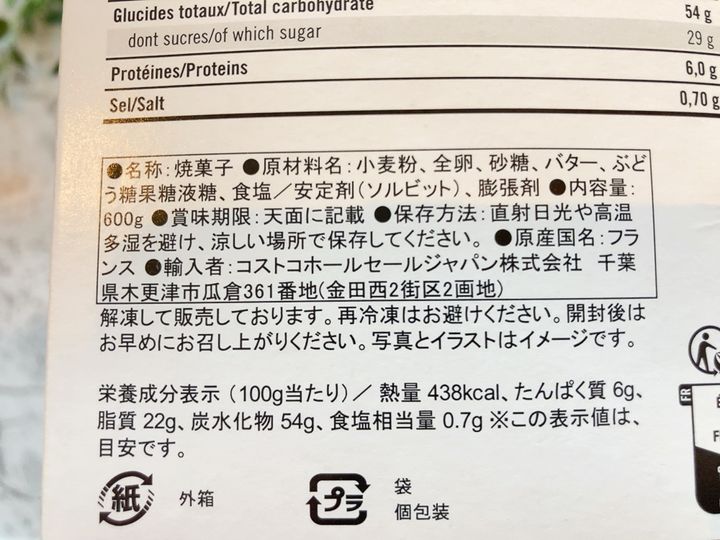 Glucides totaux/Total carbohydrate 54 g
dont sucres/of which sugar 29 g
Protéines/Proteins 6,0 g
Sel/Salt 0,70 g
●名称:焼菓子 ●原材料名:小麦粉、全卵、砂糖、バター、ぶど
う糖果糖液糖、食塩／安定剤(ソルビット)、膨張剤 ●内容量:
600g ●賞味期限:天面に記載 ●保存方法:直射日光や高温
多湿を避け、涼しい場所で保存してください。 ●原産国名:フラ
ンス ●輸入者:コストコホールセールジャパン株式会社 千葉
県木更津市瓜倉361番地(金田西2街区2画地)
解凍して販売しております。再冷凍はお避けください。開封後は
お早めにお召し上がりください。写真とイラストはイメージです。
栄養成分表示 (100g当たり)／ 熱量 438kcal、たんぱく質 6g、
脂質 22g、炭水化物 54g、食塩相当量 0.7g ※この表示値は、
目安です。
紙 外箱
プラ 袋
個包装
FR